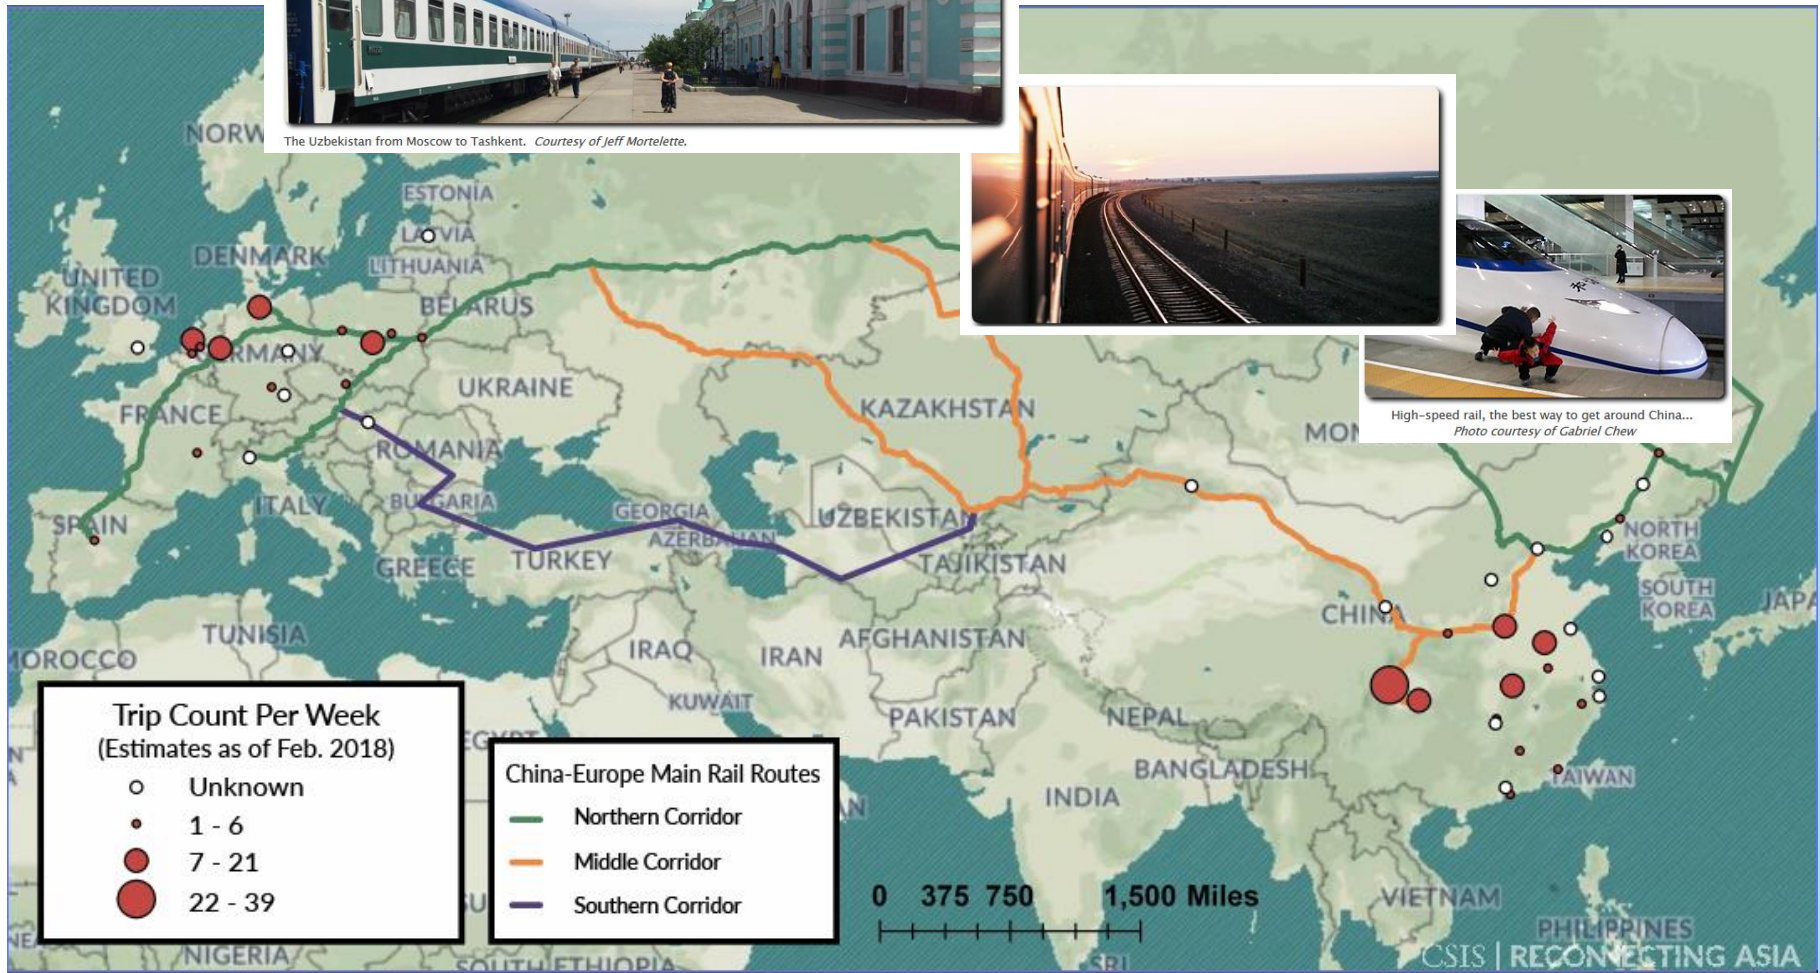 The Uzbekistan from Moscow to Tashkent. Courtesy of Jeff Mortelette.
NORW
ESTONIA
LATVIA
LITHUANIA
DENMARK
UNITED
KINGDOM
BELARUS
GERMANY
UKRAINE
FRANCE
KAZAKHSTAN
High-speed rail, the best way to get around China...
Photo courtesy of Gabriel Chew
MON
ROMANIA
BULGARIA
ITALY
SPAIN
GEORGIA
AZERBAIJAN
UZBEKISTAN
TURKEY
GREECE
TAJIKISTAN
NORTH
KOREA
SOUTH
KOREA
JAPA
CHINA
TUNISIA
MOROCCO
IRAQ
IRAN
AFGHANISTAN
KUWAIT
PAKISTAN
NEPAL
EGYPT
BANGLADESH
INDIA
TAIWAN
VIETNAM
PHILIPPINES
NIGERIA
SOUTH ETHIOPIA
SRI
Trip Count Per Week
(Estimates as of Feb. 2018)
Unknown
1 - 6
7 - 21
22 - 39
China-Europe Main Rail Routes
Northern Corridor
Middle Corridor
Southern Corridor
0 375 750 1,500 Miles
CSIS | RECONNECTING ASIA